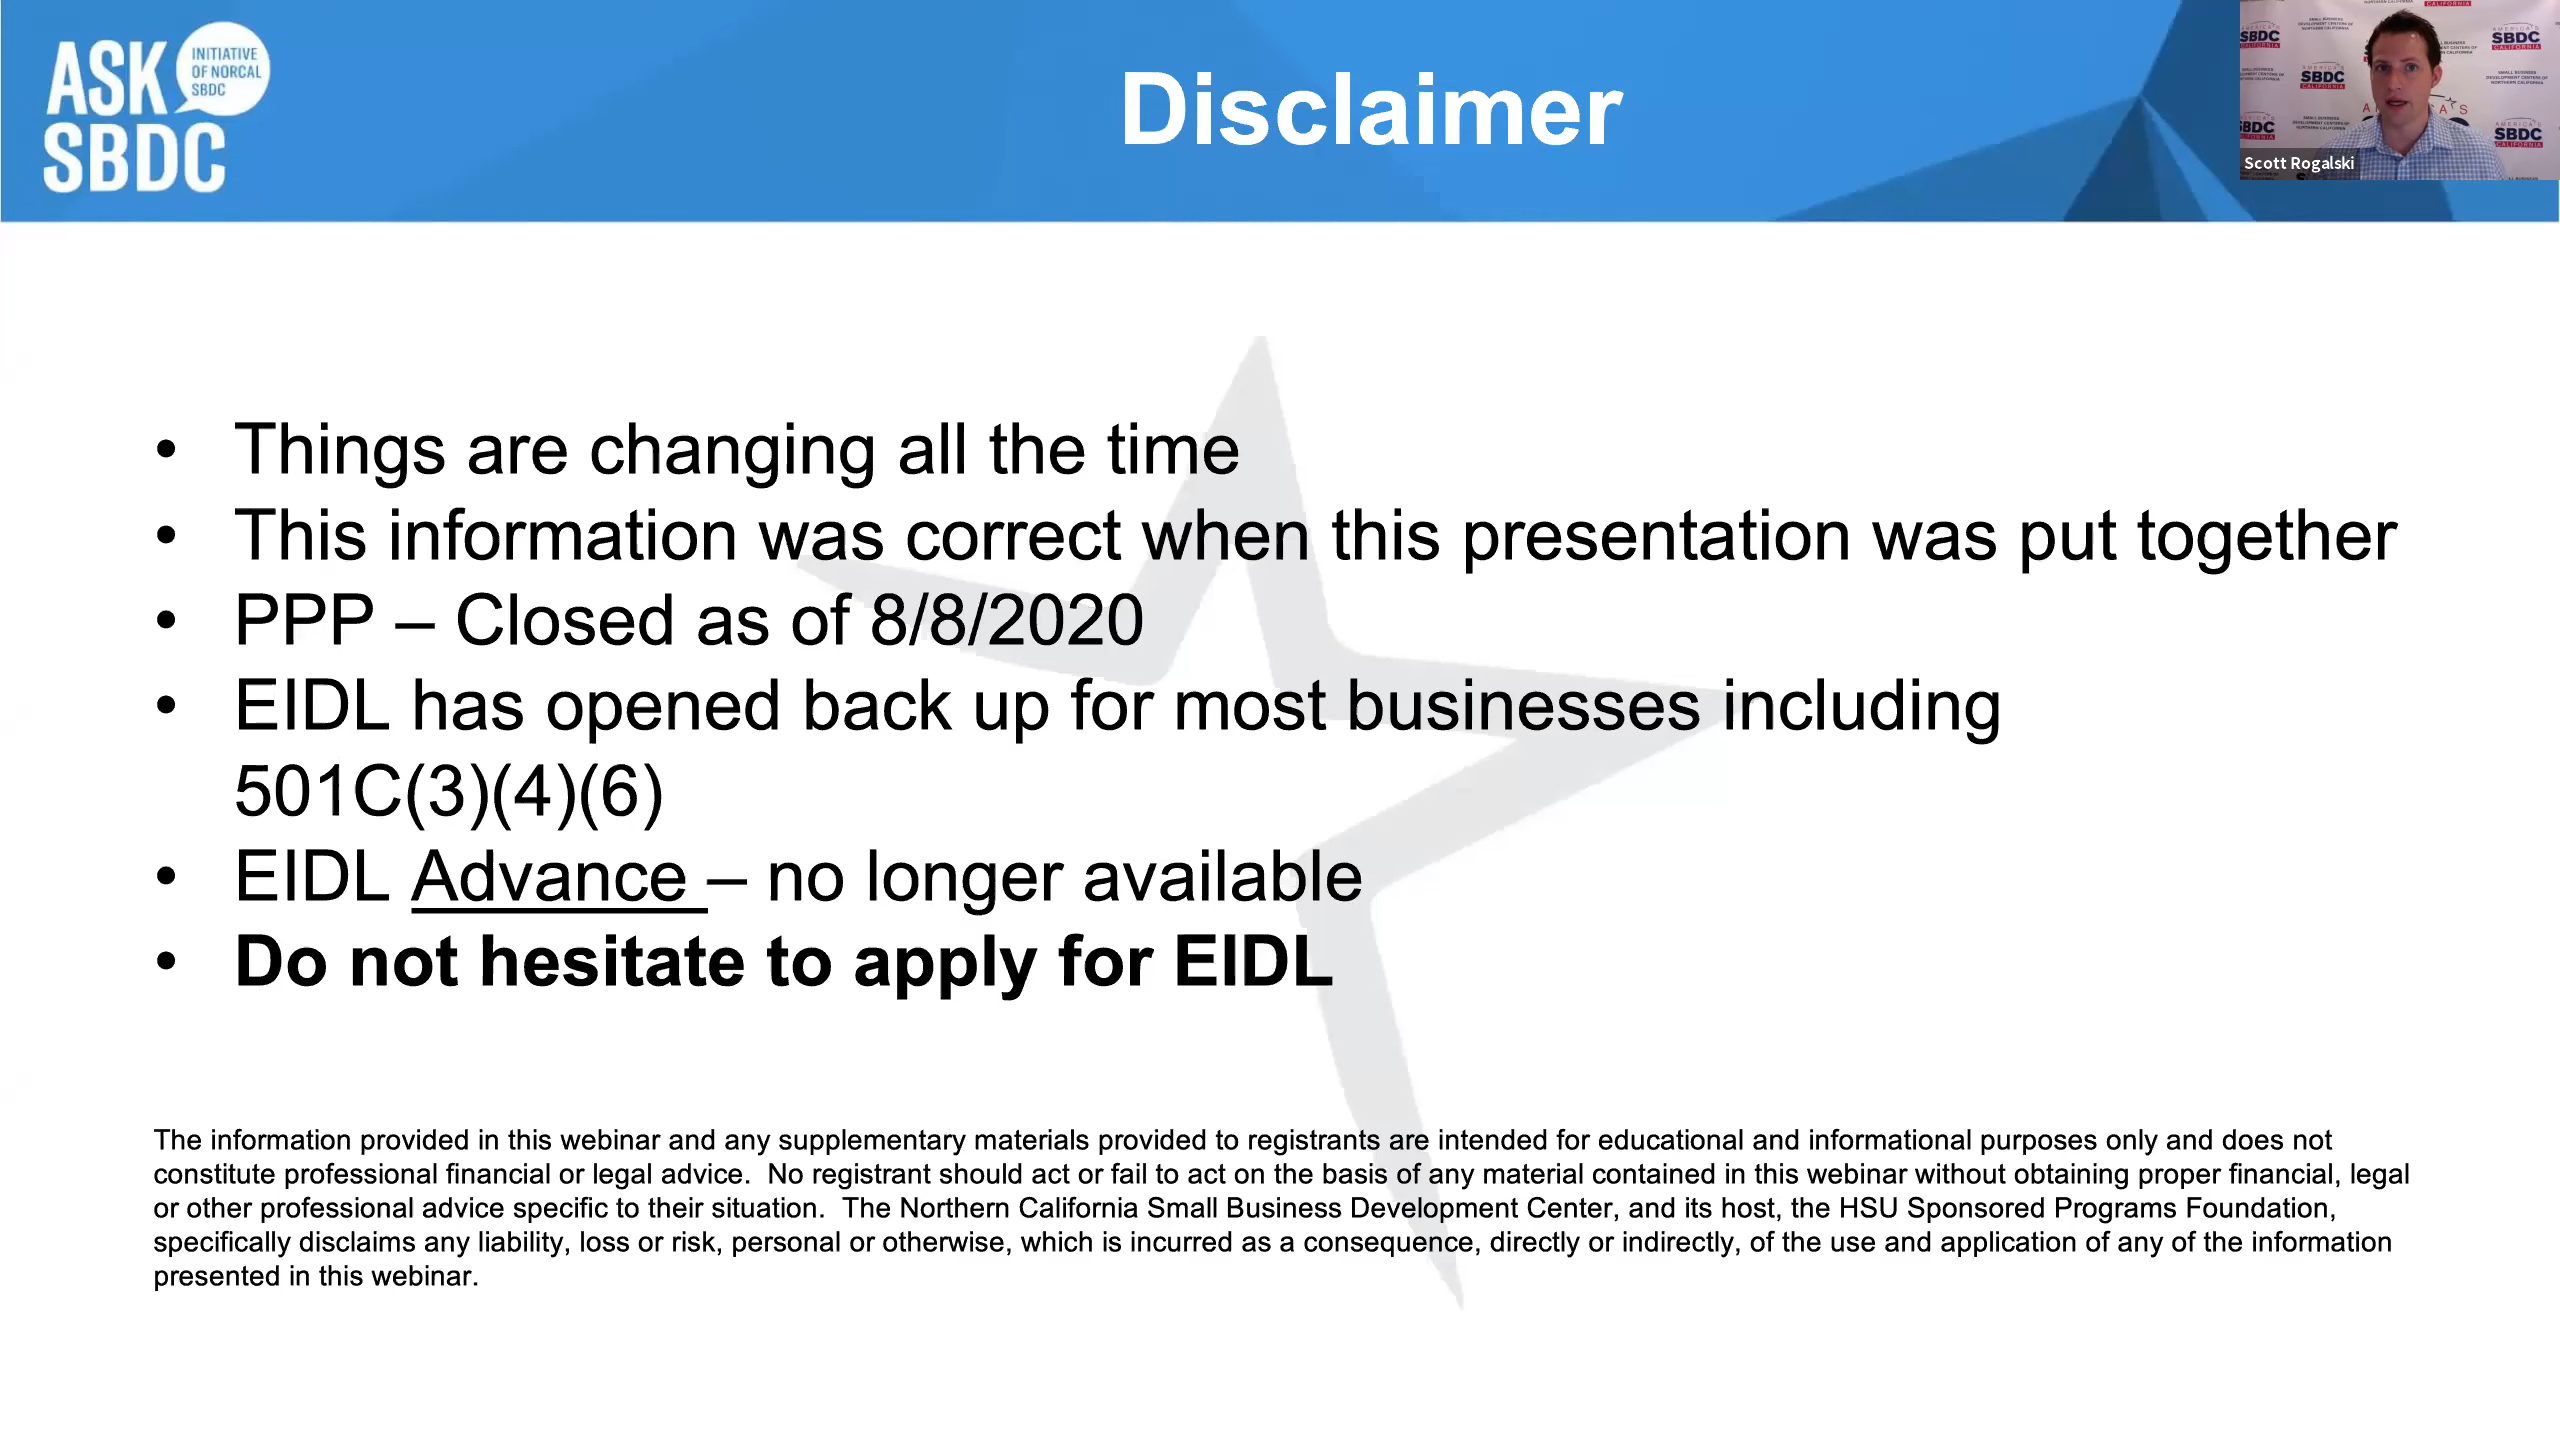 ASK
INITIATIVE
OF NORCAL
SBDC
SBDC
Disclaimer
SBDC
CALIFORNIA
SBDC
SBDC
SBDC
SBDC
Scott Rogalski
• Things are changing all the time
• This information was correct when this presentation was put together
• PPP – Closed as of 8/8/2020
• EIDL has opened back up for most businesses including
501C(3)(4)(6)
• EIDL Advance – no longer available
• Do not hesitate to apply for EIDL
The information provided in this webinar and any supplementary materials provided to registrants are intended for educational and informational purposes only and does not
constitute professional financial or legal advice.  No registrant should act or fail to act on the basis of any material contained in this webinar without obtaining proper financial, legal
or other professional advice specific to their situation.  The Northern California Small Business Development Center, and its host, the HSU Sponsored Programs Foundation,
specifically disclaims any liability, loss or risk, personal or otherwise, which is incurred as a consequence, directly or indirectly, of the use and application of any of the information
presented in this webinar.